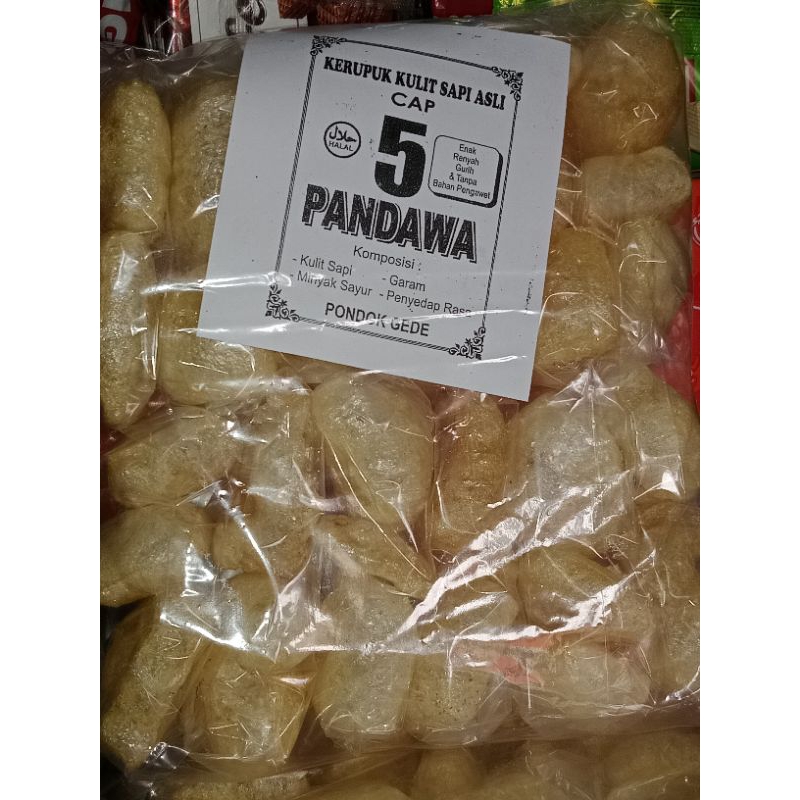 KERUPUK KULIT SAPI ASLI
CAP
حلال
HALAL
5
Enak
Renyah
Gurih
& Tanpa
Bahan Pengawet
PANDAWA
Komposisi :
- Kulit Sapi - Garam
- Minyak Sayur - Penyedap Rasa
PONDOK GEDE